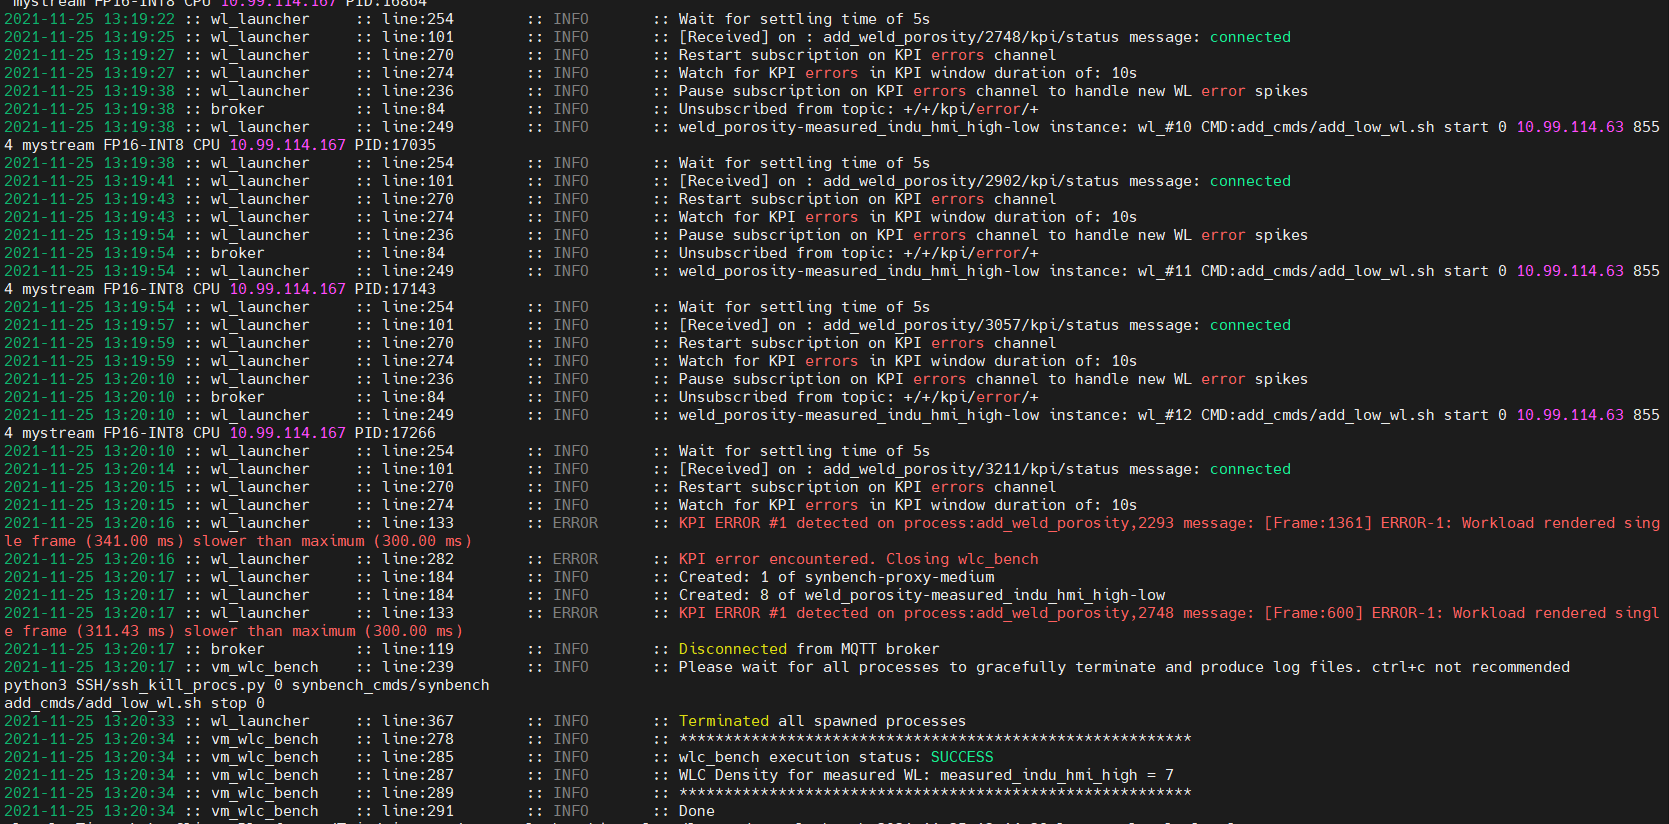 mystream FP16-INT8 CPU 10.99.114.167 PID:16864
2021-11-25 13:19:22 :: wl_launcher :: line:254 :: INFO :: Wait for settling time of 5s
2021-11-25 13:19:25 :: wl_launcher :: line:101 :: INFO :: [Received] on : add_weld_porosity/2748/kpi/status message: connected
2021-11-25 13:19:27 :: wl_launcher :: line:270 :: INFO :: Restart subscription on KPI errors channel
2021-11-25 13:19:27 :: wl_launcher :: line:274 :: INFO :: Watch for KPI errors in KPI window duration of: 10s
2021-11-25 13:19:38 :: wl_launcher :: line:236 :: INFO :: Pause subscription on KPI errors channel to handle new WL error spikes
2021-11-25 13:19:38 :: broker :: line:84 :: INFO :: Unsubscribed from topic: +/+/kpi/error/+
2021-11-25 13:19:38 :: wl_launcher :: line:249 :: INFO :: weld_porosity-measured_indu_hmi_high-low instance: wl_#10 CMD:add_cmds/add_low_wl.sh start 0 10.99.114.63 855
4 mystream FP16-INT8 CPU 10.99.114.167 PID:17035
2021-11-25 13:19:38 :: wl_launcher :: line:254 :: INFO :: Wait for settling time of 5s
2021-11-25 13:19:41 :: wl_launcher :: line:101 :: INFO :: [Received] on : add_weld_porosity/2902/kpi/status message: connected
2021-11-25 13:19:43 :: wl_launcher :: line:270 :: INFO :: Restart subscription on KPI errors channel
2021-11-25 13:19:43 :: wl_launcher :: line:274 :: INFO :: Watch for KPI errors in KPI window duration of: 10s
2021-11-25 13:19:54 :: wl_launcher :: line:236 :: INFO :: Pause subscription on KPI errors channel to handle new WL error spikes
2021-11-25 13:19:54 :: broker :: line:84 :: INFO :: Unsubscribed from topic: +/+/kpi/error/+
2021-11-25 13:19:54 :: wl_launcher :: line:249 :: INFO :: weld_porosity-measured_indu_hmi_high-low instance: wl_#11 CMD:add_cmds/add_low_wl.sh start 0 10.99.114.63 855
4 mystream FP16-INT8 CPU 10.99.114.167 PID:17143
2021-11-25 13:19:54 :: wl_launcher :: line:254 :: INFO :: Wait for settling time of 5s
2021-11-25 13:19:57 :: wl_launcher :: line:101 :: INFO :: [Received] on : add_weld_porosity/3057/kpi/status message: connected
2021-11-25 13:19:59 :: wl_launcher :: line:270 :: INFO :: Restart subscription on KPI errors channel
2021-11-25 13:19:59 :: wl_launcher :: line:274 :: INFO :: Watch for KPI errors in KPI window duration of: 10s
2021-11-25 13:20:10 :: wl_launcher :: line:236 :: INFO :: Pause subscription on KPI errors channel to handle new WL error spikes
2021-11-25 13:20:10 :: broker :: line:84 :: INFO :: Unsubscribed from topic: +/+/kpi/error/+
2021-11-25 13:20:10 :: wl_launcher :: line:249 :: INFO :: weld_porosity-measured_indu_hmi_high-low instance: wl_#12 CMD:add_cmds/add_low_wl.sh start 0 10.99.114.63 855
4 mystream FP16-INT8 CPU 10.99.114.167 PID:17266
2021-11-25 13:20:10 :: wl_launcher :: line:254 :: INFO :: Wait for settling time of 5s
2021-11-25 13:20:14 :: wl_launcher :: line:101 :: INFO :: [Received] on : add_weld_porosity/3211/kpi/status message: connected
2021-11-25 13:20:15 :: wl_launcher :: line:270 :: INFO :: Restart subscription on KPI errors channel
2021-11-25 13:20:15 :: wl_launcher :: line:274 :: INFO :: Watch for KPI errors in KPI window duration of: 10s
2021-11-25 13:20:16 :: wl_launcher :: line:133 :: ERROR :: KPI ERROR #1 detected on process:add_weld_porosity,2293 message: [Frame:1361] ERROR-1: Workload rendered sing
le frame (341.00 ms) slower than maximum (300.00 ms)
2021-11-25 13:20:16 :: wl_launcher :: line:282 :: ERROR :: KPI error encountered. Closing wlc_bench
2021-11-25 13:20:17 :: wl_launcher :: line:184 :: INFO :: Created: 1 of synbench-proxy-medium
2021-11-25 13:20:17 :: wl_launcher :: line:184 :: INFO :: Created: 8 of weld_porosity-measured_indu_hmi_high-low
2021-11-25 13:20:17 :: wl_launcher :: line:133 :: ERROR :: KPI ERROR #1 detected on process:add_weld_porosity,2748 message: [Frame:600] ERROR-1: Workload rendered singl
e frame (311.43 ms) slower than maximum (300.00 ms)
2021-11-25 13:20:17 :: broker :: line:119 :: INFO :: Disconnected from MQTT broker
2021-11-25 13:20:17 :: vm_wlc_bench :: line:239 :: INFO :: Please wait for all processes to gracefully terminate and produce log files. ctrl+c not recommended
python3 SSH/ssh_kill_procs.py 0 synbench_cmds/synbench
add_cmds/add_low_wl.sh stop 0
2021-11-25 13:20:33 :: wl_launcher :: line:367 :: INFO :: Terminated all spawned processes
2021-11-25 13:20:34 :: vm_wlc_bench :: line:278 :: INFO :: *********************************************************
2021-11-25 13:20:34 :: vm_wlc_bench :: line:285 :: INFO :: wlc_bench execution status: SUCCESS
2021-11-25 13:20:34 :: vm_wlc_bench :: line:287 :: INFO :: WLC Density for measured WL: measured_indu_hmi_high = 7
2021-11-25 13:20:34 :: vm_wlc_bench :: line:289 :: INFO :: *********************************************************
2021-11-25 13:20:34 :: vm_wlc_bench :: line:291 :: INFO :: Done